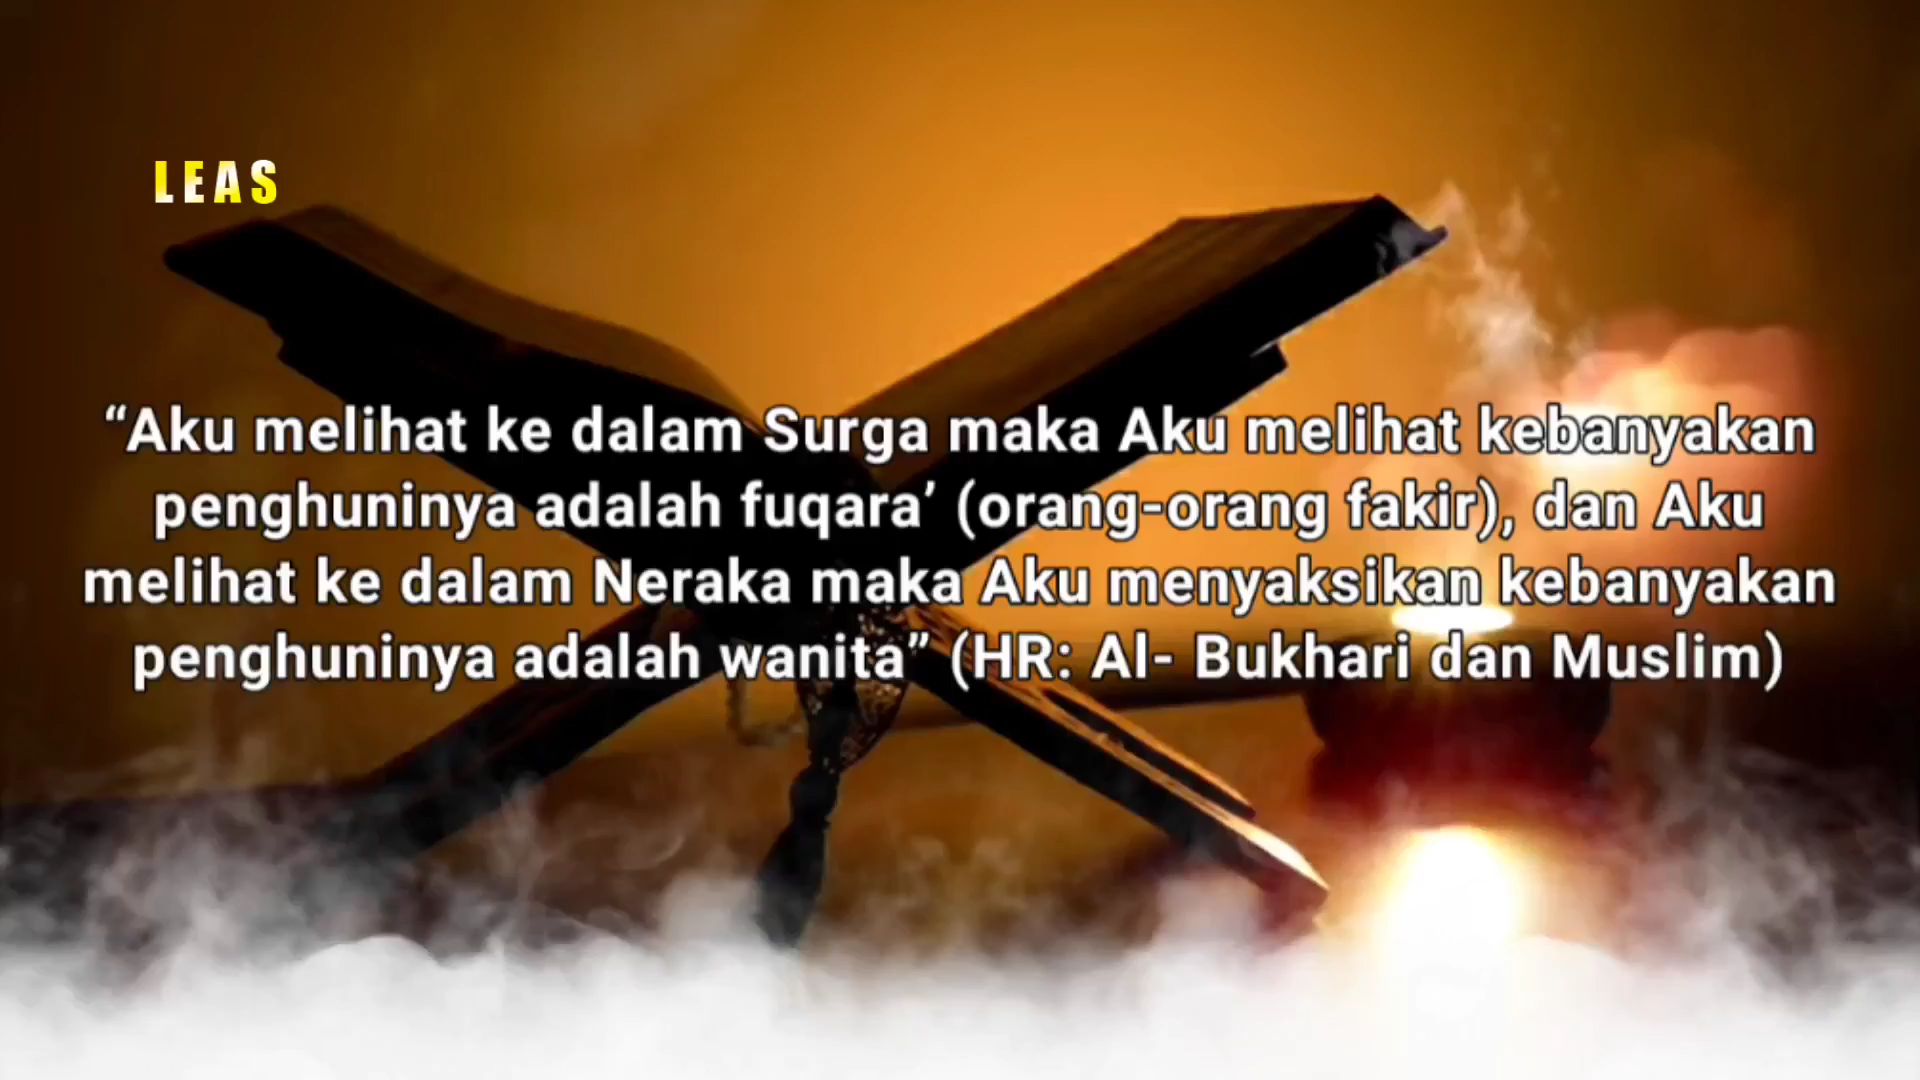 LEAS
“Aku melihat ke dalam Surga maka Aku melihat kebanyakan
penghuninya adalah fuqara’ (orang-orang fakir), dan Aku
melihat ke dalam Neraka maka Aku menyaksikan kebanyakan
penghuninya adalah wanita” (HR: Al- Bukhari dan Muslim)